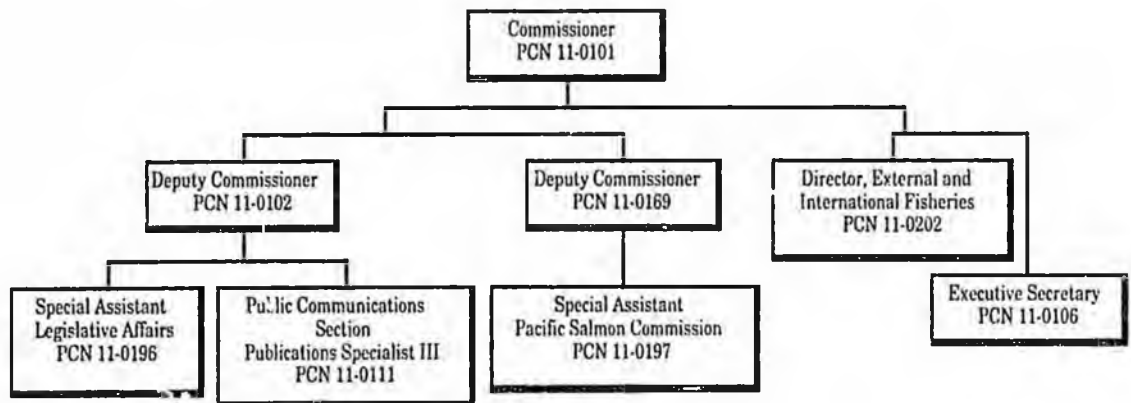 Commissioner
PCN 11-0101
Deputy Commissioner
PCN 11-0102
Deputy Commissioner
PCN 11-0169
Director, External and
International Fisheries
PCN 11-0202
Special Assistant
Legislative Affairs
PCN 11-0196
Public Communications
Section
Publications Specialist III
PCN 11-0111
Special Assistant
Pacific Salmon Commission
PCN 11-0197
Executive Secretary
PCN 11-0106